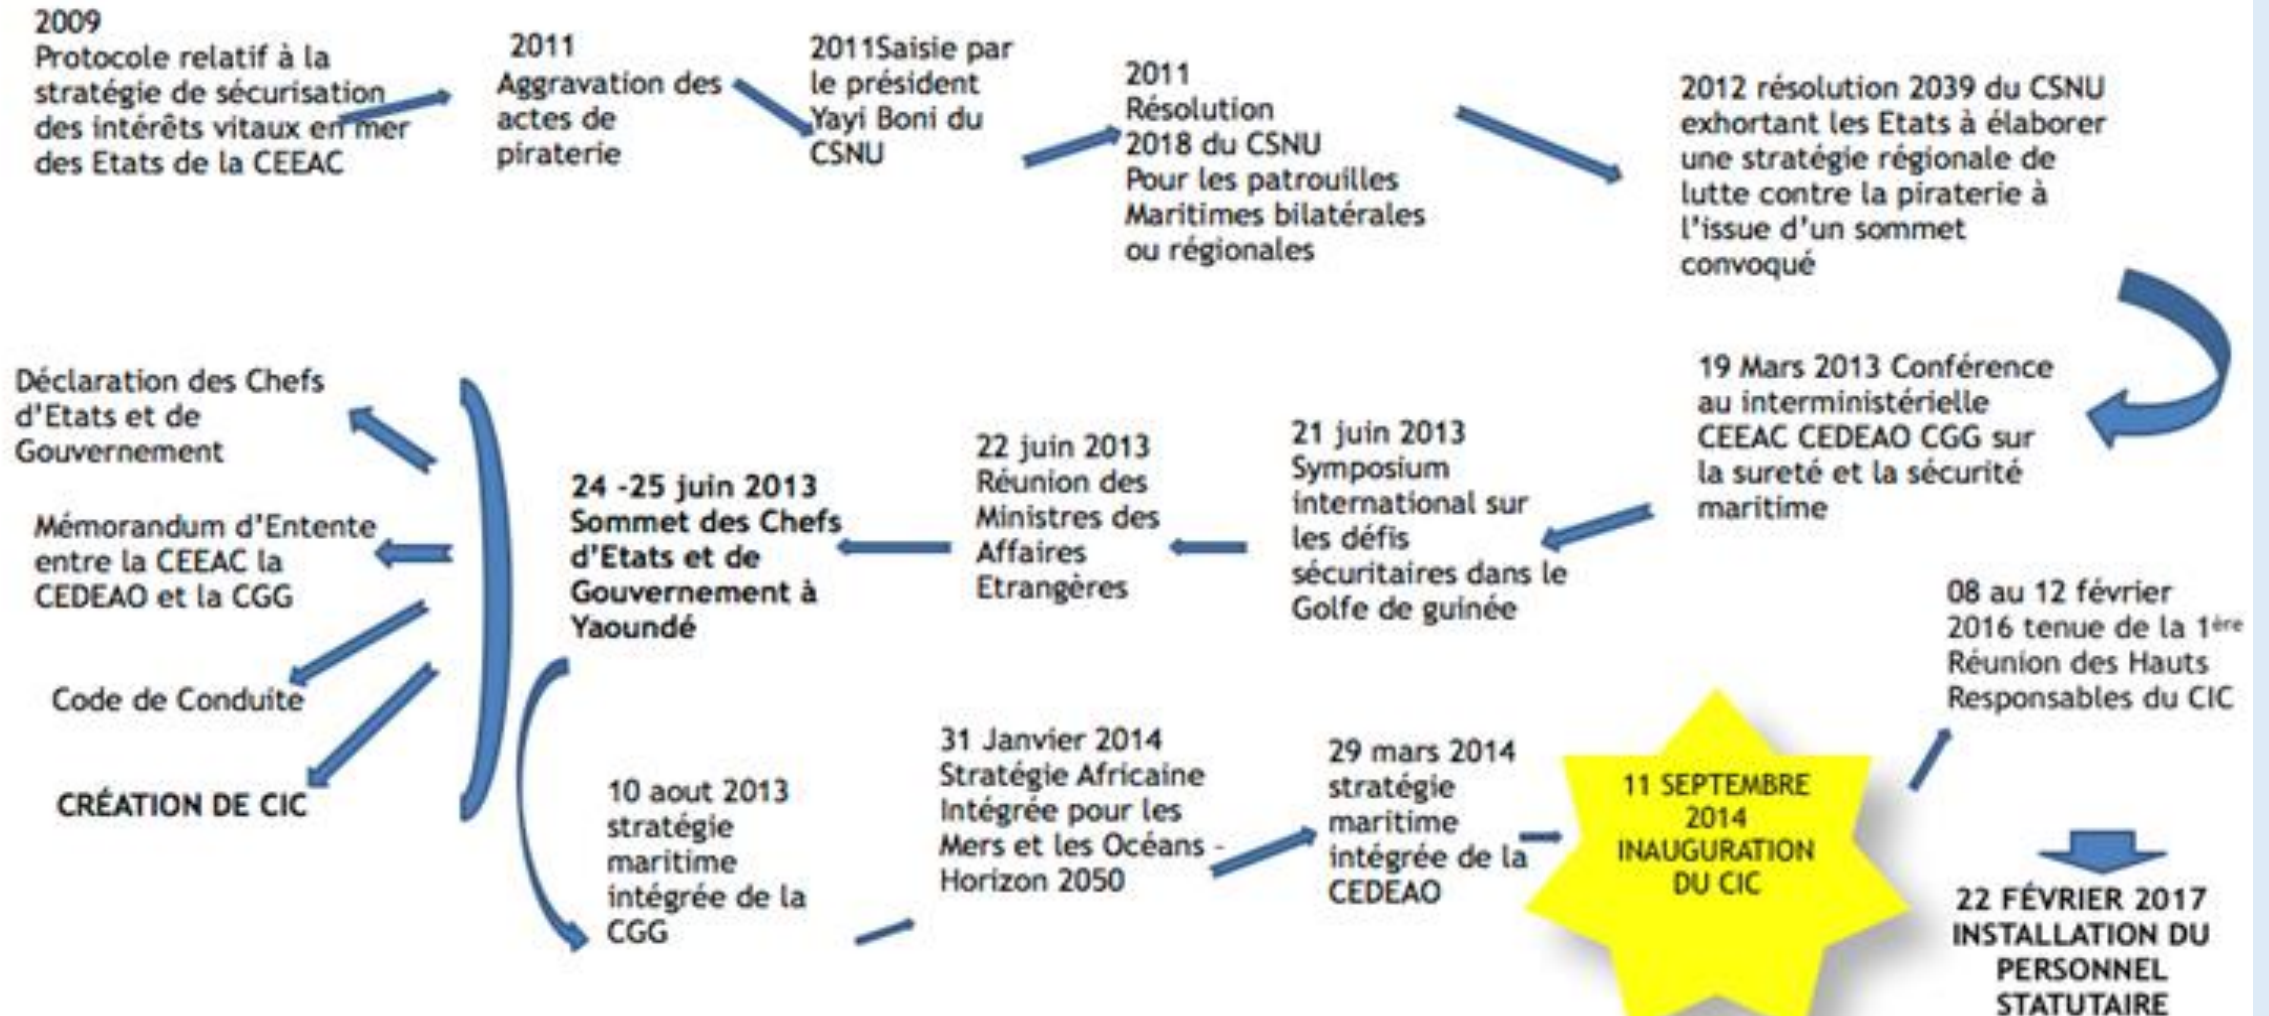 2009
Protocole relatif à la
stratégie de sécurisation
des intérêts vitaux en mer
des Etats de la CEEAC
2011
Aggravation des
actes de
piraterie
2011Saisie par
le président
Yayi Boni du
CSNU
2011
Résolution
2018 du CSNU
Pour les patrouilles
Maritimes bilatérales
ou régionales
2012 résolution 2039 du CSNU
exhortant les Etats à élaborer
une stratégie régionale de
lutte contre la piraterie à
l'issue d'un sommet
convoqué
19 Mars 2013 Conférence
au interministérielle
CEEAC CEDEAO CGG sur
la sureté et la sécurité
maritime
21 juin 2013
Symposium
international sur
les défis
sécuritaires dans le
Golfe de guinée
22 juin 2013
Réunion des
Ministres des
Affaires
Etrangères
24 -25 juin 2013
Sommet des Chefs
d'Etats et de
Gouvernement à
Yaoundé
Déclaration des Chefs
d'Etats et de
Gouvernement
Mémorandum d'Entente
entre la CEEAC la
CEDEAO et la CGG
Code de Conduite
CRÉATION DE CIC
10 aout 2013
stratégie
maritime
intégrée de la
CGG
31 Janvier 2014
Stratégie Africaine
Intégrée pour les
Mers et les Océans -
Horizon 2050
29 mars 2014
stratégie
maritime
intégrée de la
CEDEAO
11 SEPTEMBRE
2014
INAUGURATION
DU CIC
08 au 12 février
2016 tenue de la 1ère
Réunion des Hauts
Responsables du CIC
22 FÉVRIER 2017
INSTALLATION DU
PERSONNEL
STATUTAIRE